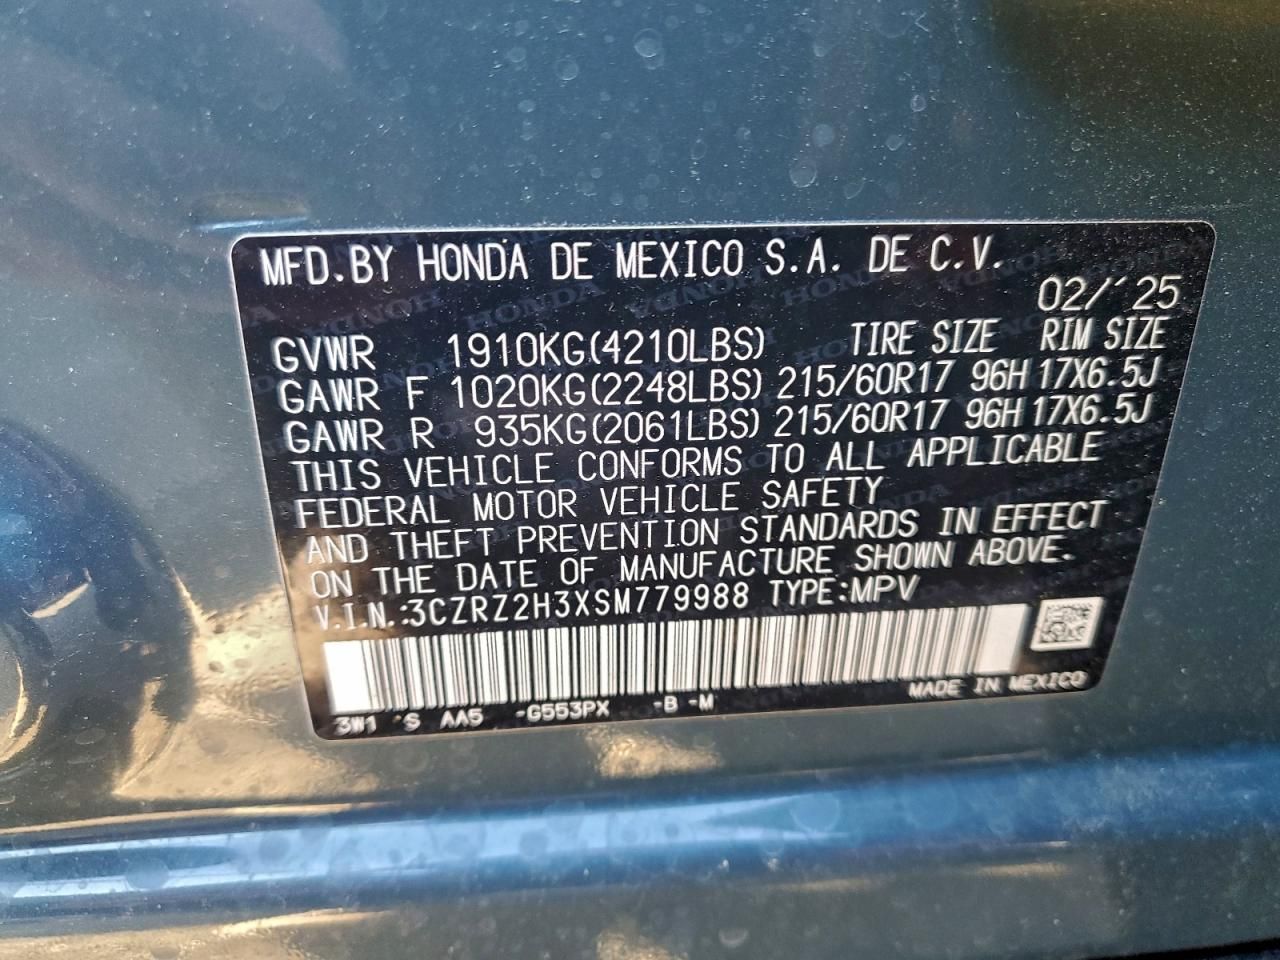 MFD.BY HONDA DE MEXICO S.A. DE C.V.
02/'25
GVWR 1910KG(4210LBS) TIRE SIZE RIM SIZE
GAWR F 1020KG(2248LBS) 215/60R17 96H 17X6.5J
GAWR R 935KG(2061LBS) 215/60R17 96H 17X6.5J
THIS VEHICLE CONFORMS TO ALL APPLICABLE
FEDERAL MOTOR VEHICLE SAFETY
AND THEFT PREVENTION STANDARDS IN EFFECT
ON THE DATE OF MANUFACTURE SHOWN ABOVE.
V.I.N.:3CZRZ2H3XSM779988 TYPE:MPV
MADE IN MEXICO
3W1 S AA5 -G553PX -B -M